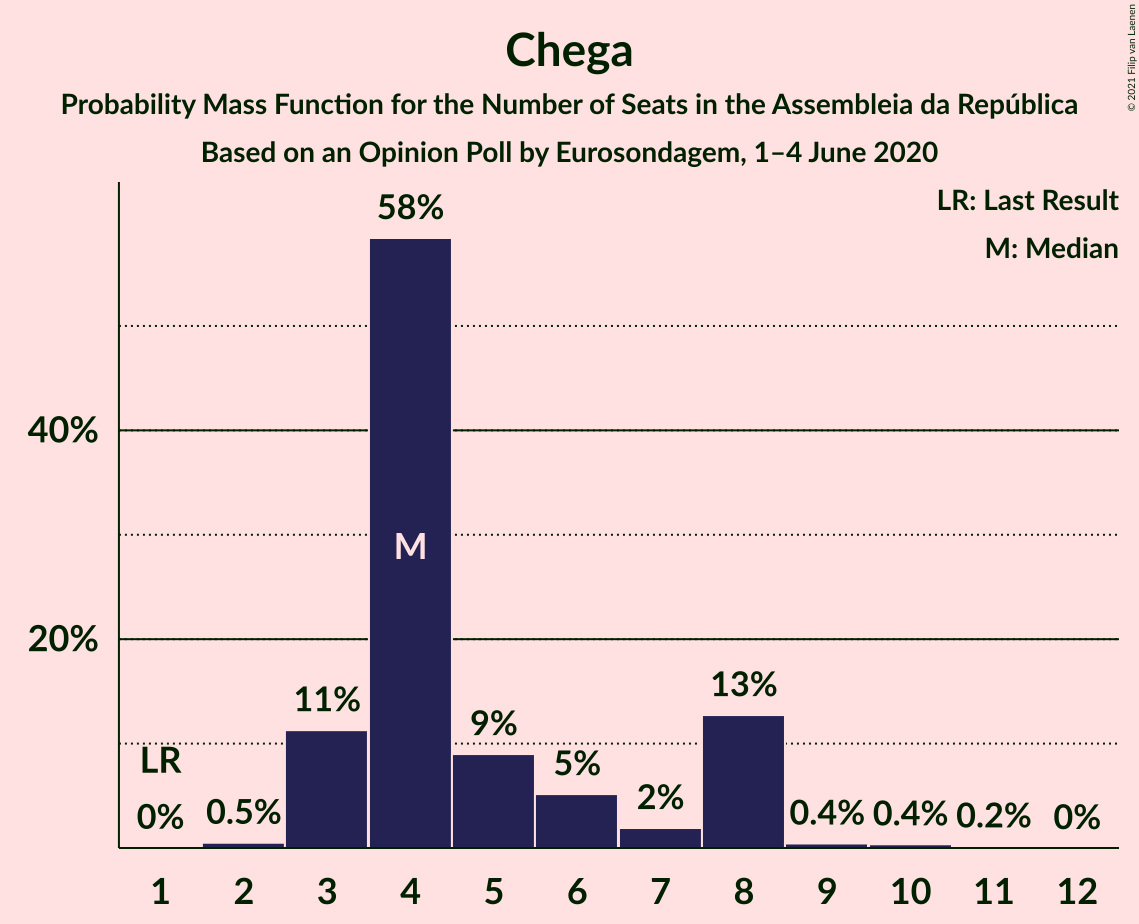 Chega
Probability Mass Function for the Number of Seats in the Assembleia da República
Based on an Opinion Poll by Eurosondagem, 1–4 June 2020
© 2021 Filip van Laenen
LR: Last Result
M: Median
58%
40%
M
20%
13%
11%
9%
LR
5%
2%
0%
0.5%
0.4%
0.4%
0.2%
0%
1 2 3 4 5 6 7 8 9 10 11 12